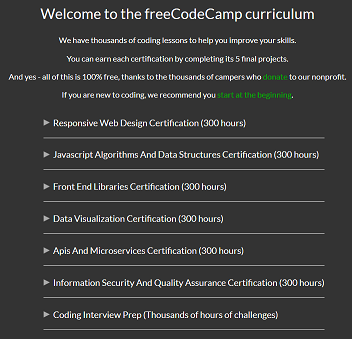 Welcome to the freeCodeCamp curriculum
We have thousands of coding lessons to help you improve your skills.
You can earn each certification by completing its 5 final projects.
And yes - all of this is 100% free, thanks to the thousands of campers who donate to our nonprofit.
If you are new to coding, we recommend you start at the beginning.
Responsive Web Design Certification (300 hours)
Javascript Algorithms And Data Structures Certification (300 hours)
Front End Libraries Certification (300 hours)
Data Visualization Certification (300 hours)
Apis And Microservices Certification (300 hours)
Information Security And Quality Assurance Certification (300 hours)
Coding Interview Prep (Thousands of hours of challenges)